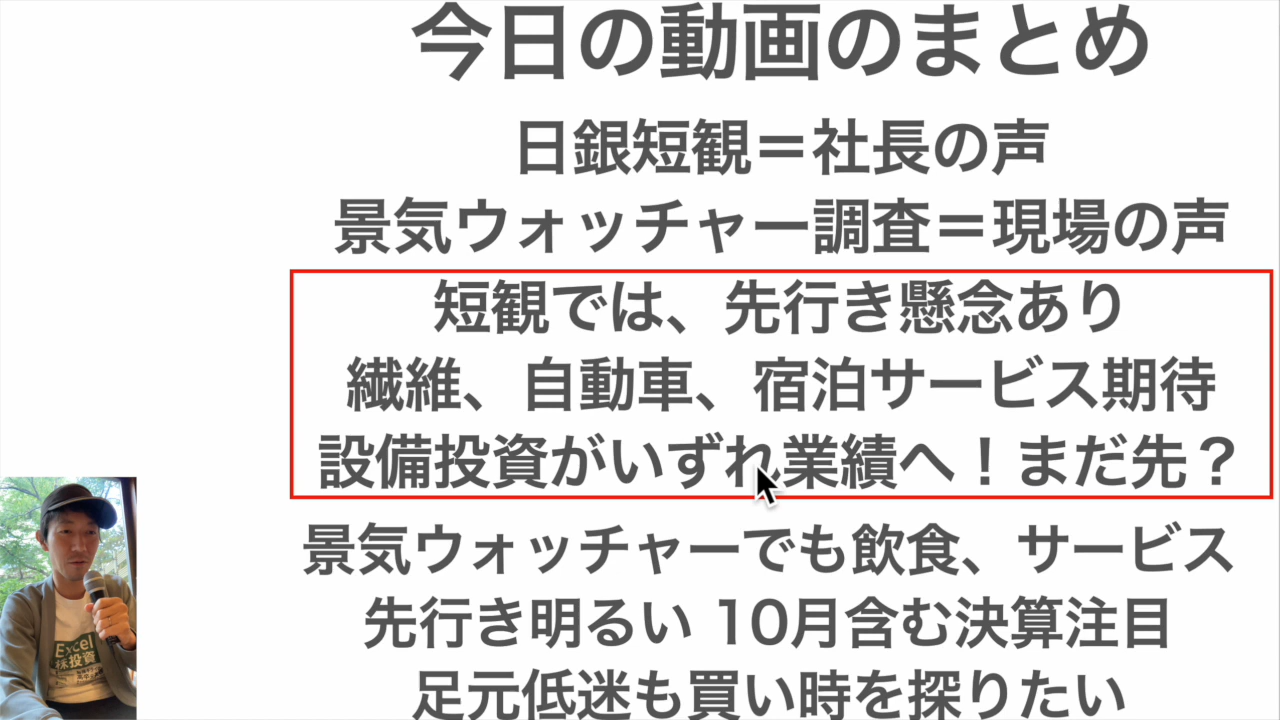 今日の動画のまとめ
日銀短観＝社長の声
景気ウォッチャー調査＝現場の声
短観では、先行き懸念あり
繊維、自動車、宿泊サービス期待
設備投資がいずれ業績へ！まだ先？
景気ウォッチャーでも飲食、サービス
先行き明るい 10月含む決算注目
足元低迷も買い時を探りたい
Excel
株投資